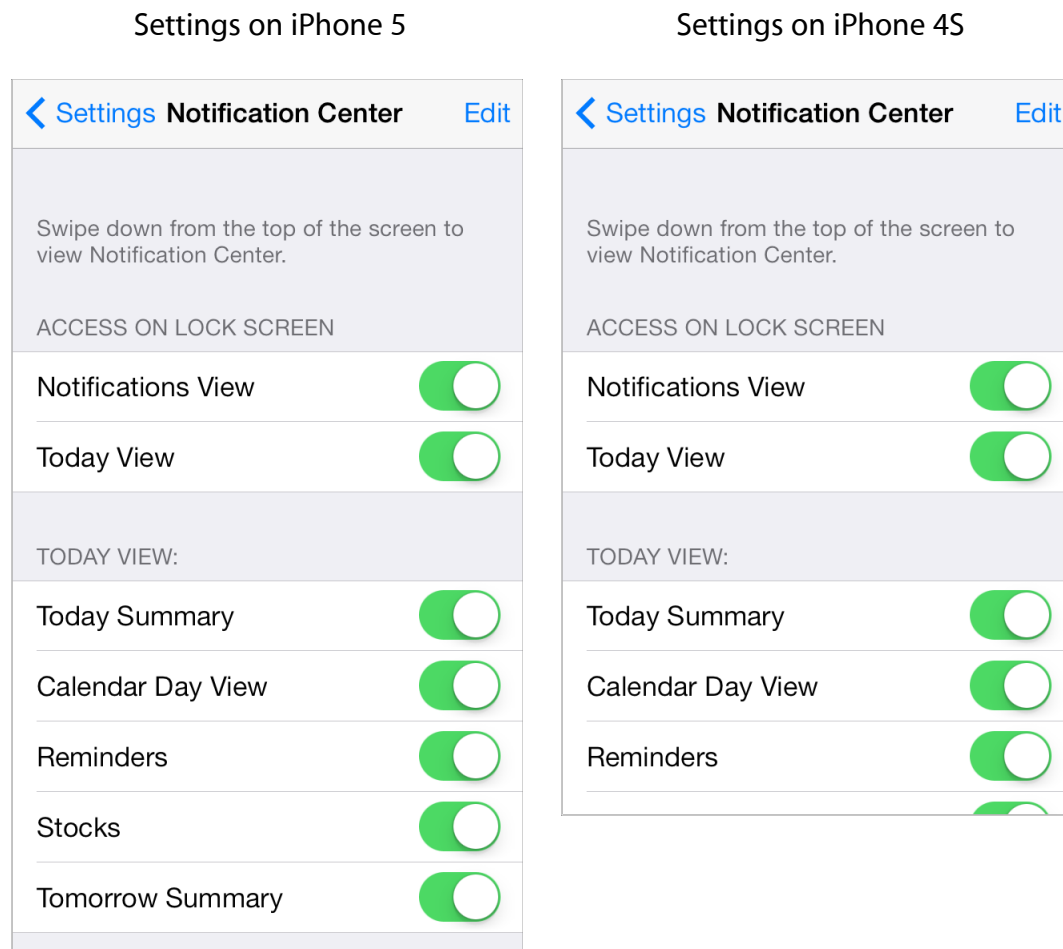 Settings on iPhone 5
Settings Notification Center Edit
Swipe down from the top of the screen to
view Notification Center.
ACCESS ON LOCK SCREEN
Notifications View
Today View
TODAY VIEW:
Today Summary
Calendar Day View
Reminders
Stocks
Tomorrow Summary
Settings on iPhone 4S
Settings Notification Center Edit
Swipe down from the top of the screen to
view Notification Center.
ACCESS ON LOCK SCREEN
Notifications View
Today View
TODAY VIEW:
Today Summary
Calendar Day View
Reminders